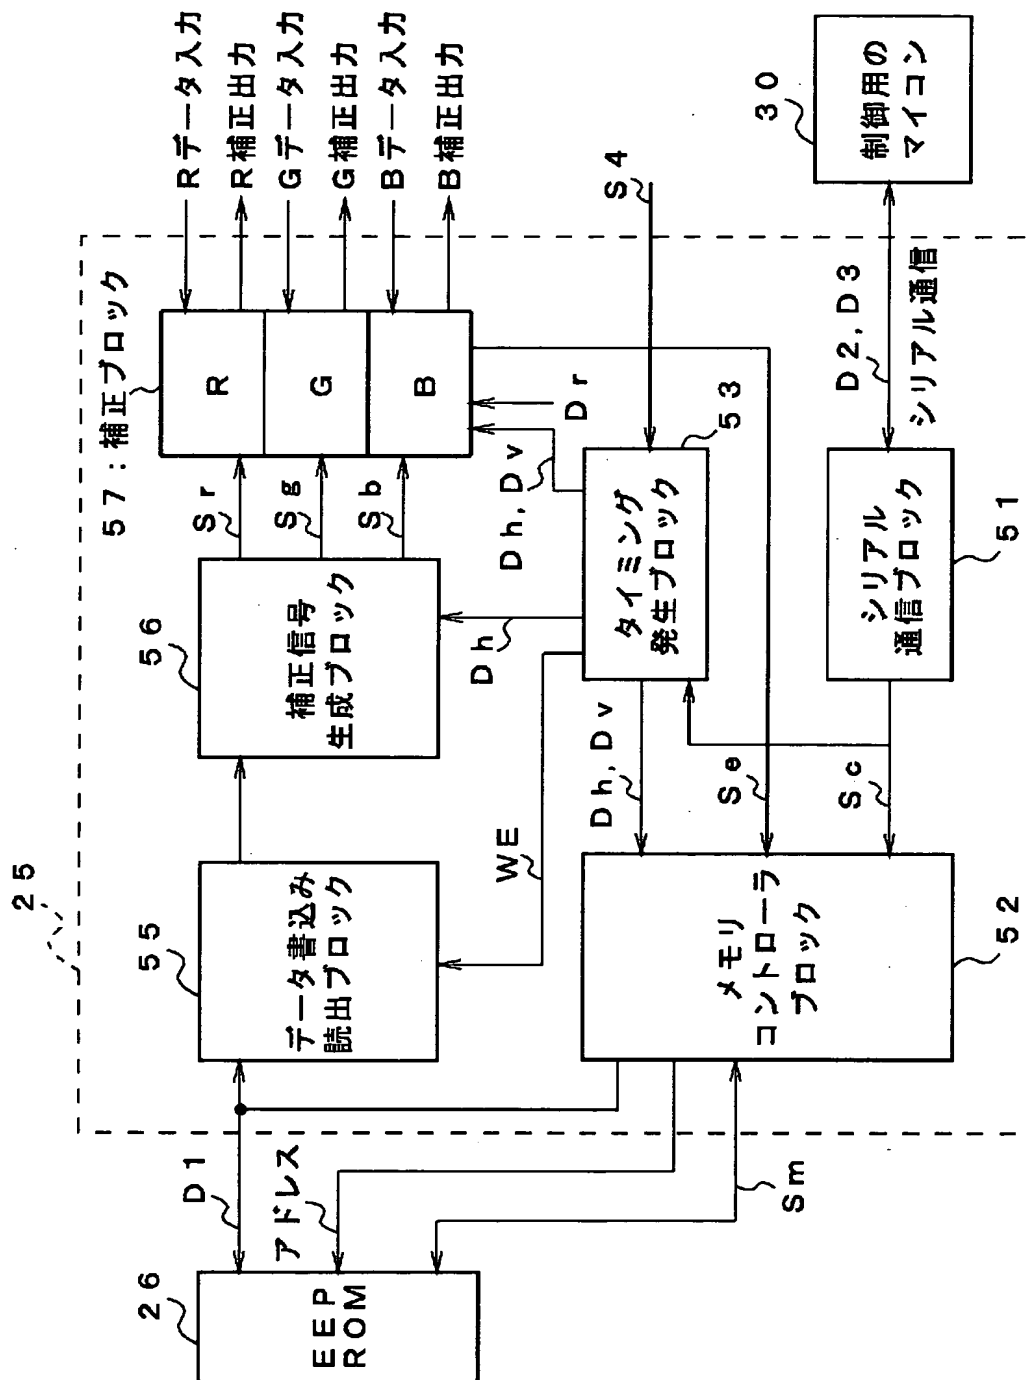 25
57:補正ブロック
Rデータ入力
R補正出力
Gデータ入力
G補正出力
Bデータ入力
B補正出力
R
G
B
Sr
Sg
Sb
56
補正信号
生成ブロック
55
データ書込み
読出ブロック
D1
アドレス
Sm
26
EEP
ROM
WE
Dh
Dh,Dv
Dr
S4
53
タイミング
発生ブロック
Dh,Dv
Se
Sc
52
メモリ
コントローラ
ブロック
51
シリアル
通信ブロック
D2,D3
シリアル通信
30
制御用の
マイコン